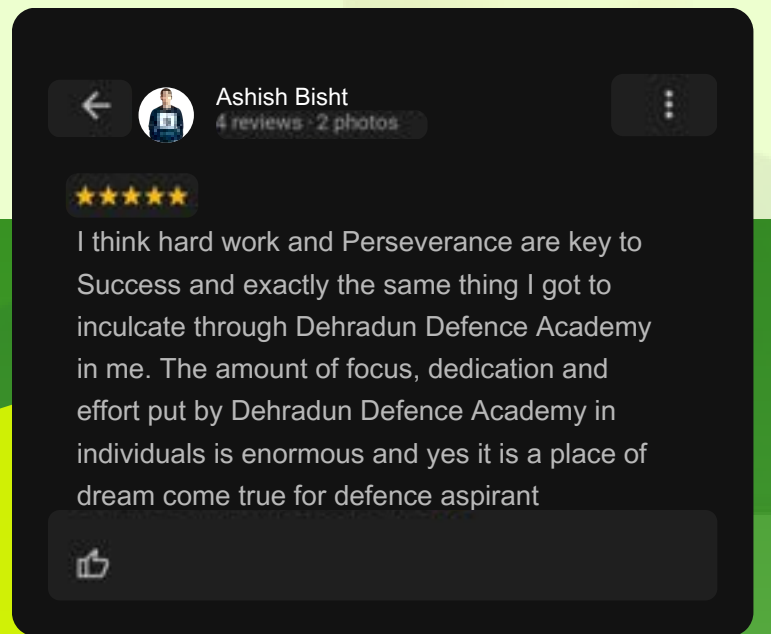 Ashish Bisht
4 reviews · 2 photos
I think hard work and Perseverance are key to
Success and exactly the same thing I got to
inculcate through Dehradun Defence Academy
in me. The amount of focus, dedication and
effort put by Dehradun Defence Academy in
individuals is enormous and yes it is a place of
dream come true for defence aspirant